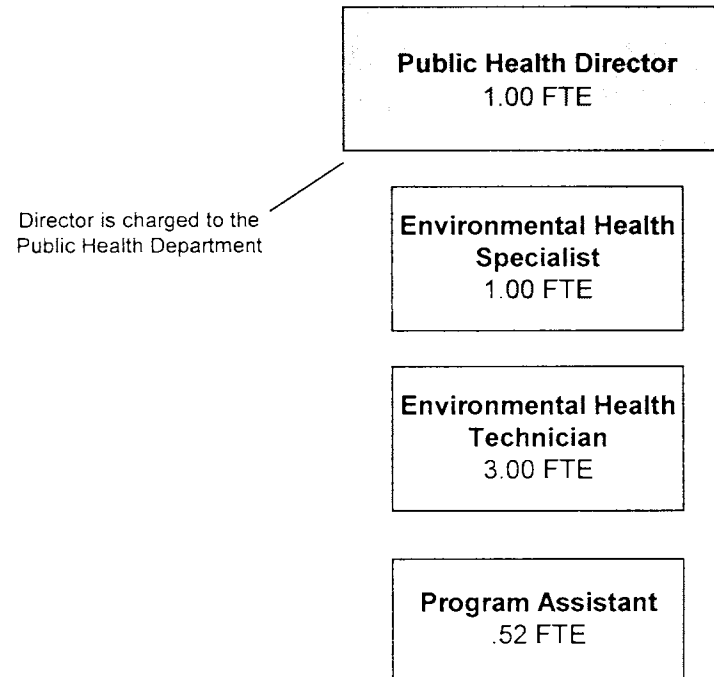 Public Health Director
1.00 FTE
Director is charged to the
Public Health Department
Environmental Health
Specialist
1.00 FTE
Environmental Health
Technician
3.00 FTE
Program Assistant
.52 FTE